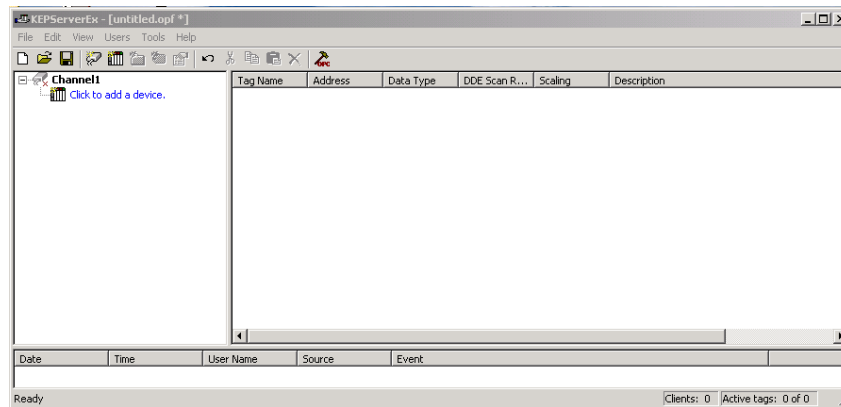 KEPServerEx - [untitled.opf *]
File Edit View Users Tools Help
OPC
Channel1
Click to add a device.
Tag Name Address Data Type DDE Scan R... Scaling Description
Date Time User Name Source Event
Ready Clients: 0 Active tags: 0 of 0